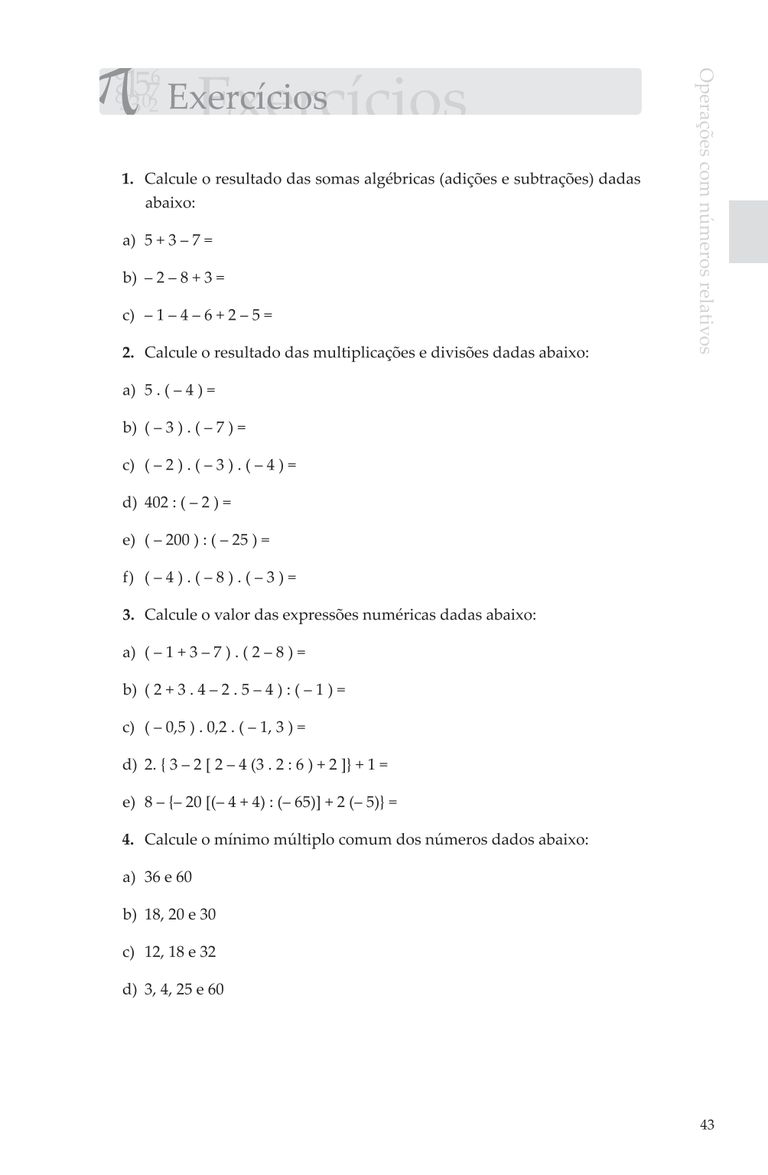 Exercícios
Operações com números relativos
1. Calcule o resultado das somas algébricas (adições e subtrações) dadas
abaixo:
a) 5 + 3 – 7 =
b) – 2 – 8 + 3 =
c) – 1 – 4 – 6 + 2 – 5 =
2. Calcule o resultado das multiplicações e divisões dadas abaixo:
a) 5 . ( – 4 ) =
b) ( – 3 ) . ( – 7 ) =
c) ( – 2 ) . ( – 3 ) . ( – 4 ) =
d) 402 : ( – 2 ) =
e) ( – 200 ) : ( – 25 ) =
f) ( – 4 ) . ( – 8 ) . ( – 3 ) =
3. Calcule o valor das expressões numéricas dadas abaixo:
a) ( – 1 + 3 – 7 ) . ( 2 – 8 ) =
b) ( 2 + 3 . 4 – 2 . 5 – 4 ) : ( – 1 ) =
c) ( – 0,5 ) . 0,2 . ( – 1, 3 ) =
d) 2. { 3 – 2 [ 2 – 4 (3 . 2 : 6 ) + 2 ]} + 1 =
e) 8 – {– 20 [(– 4 + 4) : (– 65)] + 2 (– 5)} =
4. Calcule o mínimo múltiplo comum dos números dados abaixo:
a) 36 e 60
b) 18, 20 e 30
c) 12, 18 e 32
d) 3, 4, 25 e 60
43